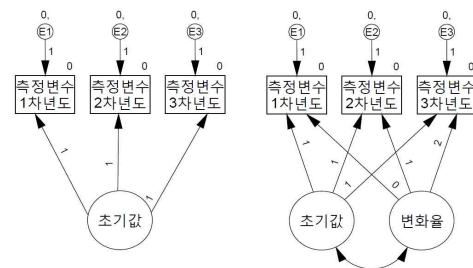 0, 0, 0, 0, 0, 0,
E1 E2 E3 E1 E2 E3
1 1 1 1 1 1
0 0 0 0 0 0
측정변수 측정변수 측정변수 측정변수 측정변수 측정변수
1차년도 2차년도 3차년도 1차년도 2차년도 3차년도
1 1 1 1 1 1 0 1 2
초기값 초기값 변화율